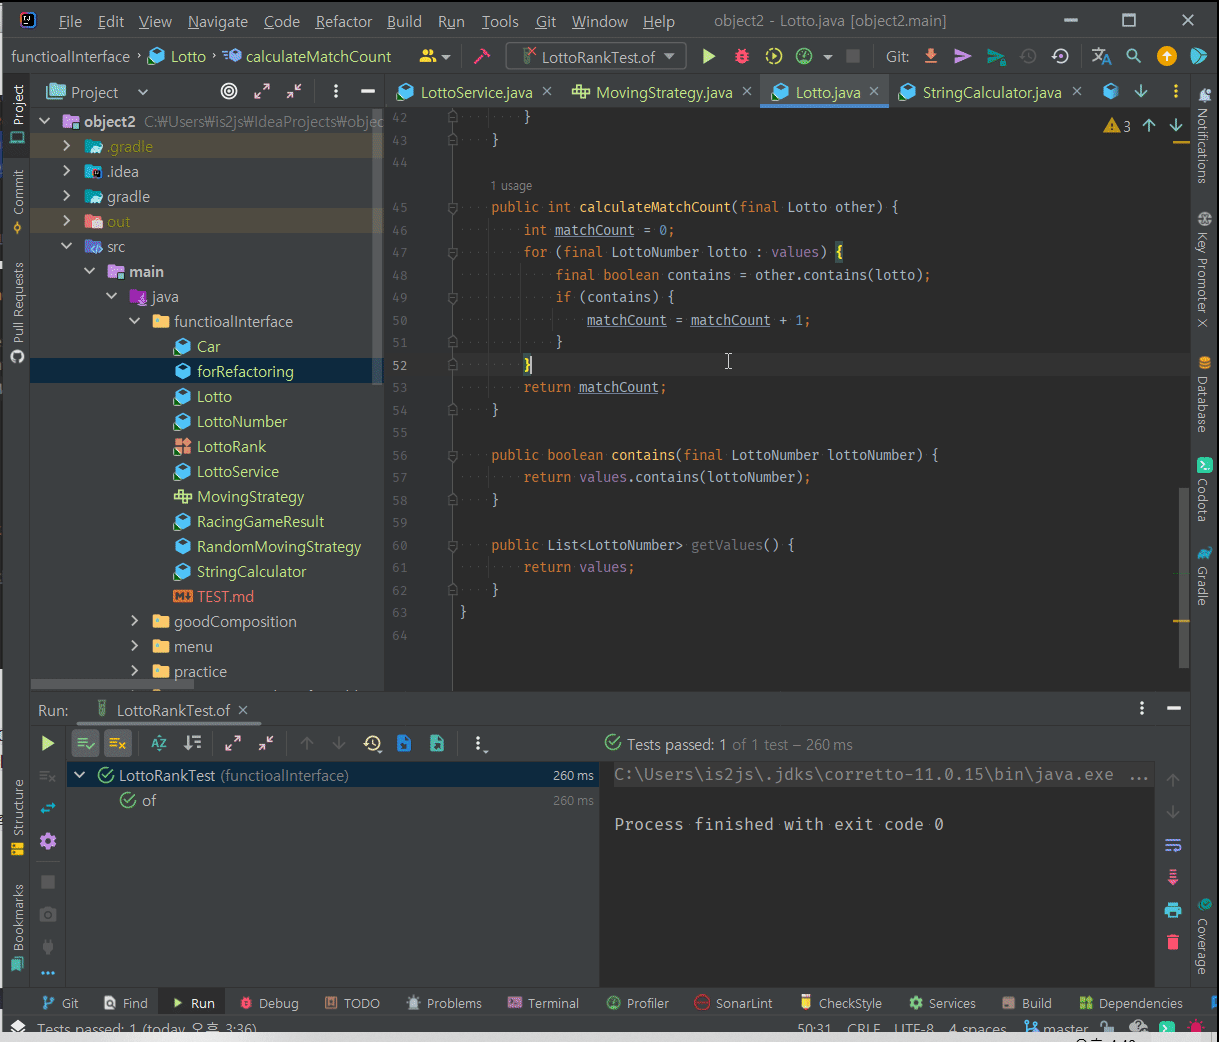 File Edit View Navigate Code Refactor Build Run Tools Git Window Help object2 - Lotto.java [object2.main]
functioalInterface Lotto calculateMatchCount LottoRankTest.of Git:
Project
LottoService.java MovingStrategy.java Lotto.java StringCalculator.java
object2 C:₩Users₩is2js₩IdeaProjects₩objec
.gradle
.idea
gradle
out
src
main
java
functioalInterface
Car
forRefactoring
Lotto
LottoNumber
LottoRank
LottoService
MovingStrategy
RacingGameResult
RandomMovingStrategy
StringCalculator
TEST.md
goodComposition
menu
practice
3
42 }
43 }
44
1 usage
45 public int calculateMatchCount(final Lotto other) {
46 int matchCount = 0;
47 for (final LottoNumber lotto : values) {
48 final boolean contains = other.contains(lotto);
49 if (contains) {
50 matchCount = matchCount + 1;
51 }
52 }
53 return matchCount;
54 }
55
56 public boolean contains(final LottoNumber lottoNumber) {
57 return values.contains(lottoNumber);
58 }
59
60 public List<LottoNumber> getValues() {
61 return values;
62 }
63 }
64
Project
Commit
Pull Requests
Structure
Bookmarks
Notifications
Key Promoter X
Database
Codota
Gradle
Coverage
Run: LottoRankTest.of
Tests passed: 1 of 1 test – 260 ms
LottoRankTest (functioalInterface) 260 ms
of 260 ms
C:\Users\is2js\.jdks\corretto-11.0.15\bin\java.exe ...
Process finished with exit code 0
Git Find Run Debug TODO Problems Terminal Profiler SonarLint CheckStyle Services Build Dependencies
Tests passed: 1 (today 오후 3:36) 50:31 CRLF UTF-8 4 spaces master